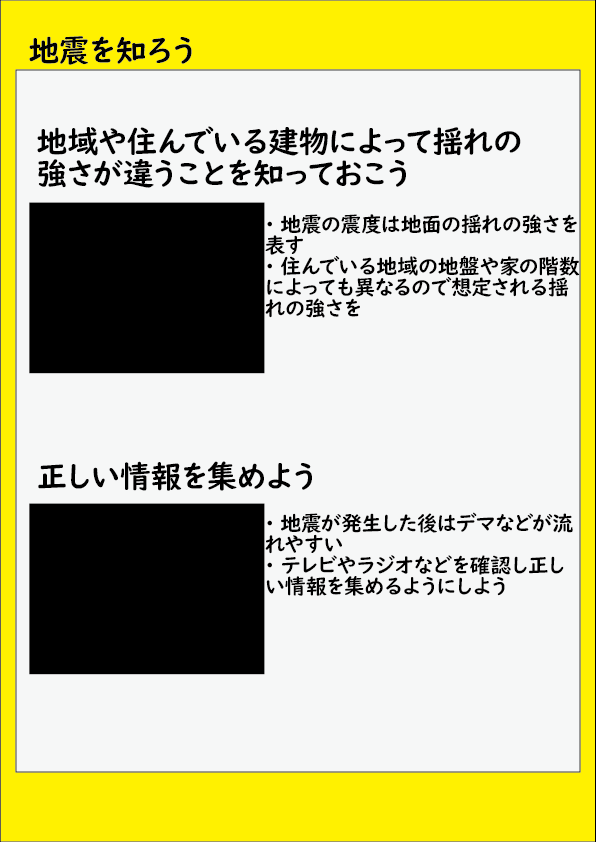 地震を知ろう
地域や住んでいる建物によって揺れの
強さが違うことを知っておこう
・地震の震度は地面の揺れの強さを
表す
・住んでいる地域の地盤や家の階数
によっても異なるので想定される揺
れの強さを
正しい情報を集めよう
・地震が発生した後はデマなどが流
れやすい
・テレビやラジオなどを確認し正し
い情報を集めるようにしよう